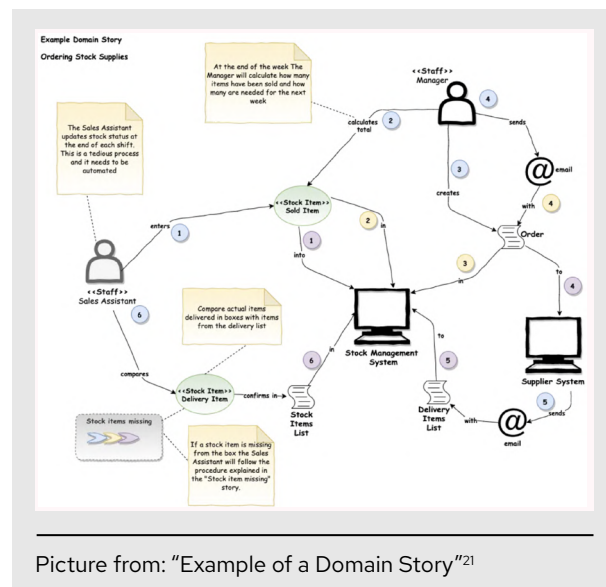 Example Domain Story
Ordering Stock Supplies
At the end of the week The
Manager will calculate how many
items have been sold and how
many are needed for the next
week
<<Staff>>
Manager
4
calculates
total
2
sends
The Sales Assistant
updates stock status at
the end of each shift.
This is a tedious process
and it needs to be
automated
3
@
email
creates
with
4
<<Stock Item>>
Sold Item
enters
1
2
in
Order
1
into
3
in
to
4
<<Staff>>
Sales Assistant
6
Compare actual items
delivered in boxes with items
from the delivery list
Stock Management
System
6
in
to
5
Supplier System
compares
<<Stock Item>>
Delivery Item
confirms in
Stock
Items
List
Delivery
Items
List
with
@
email
5
sends
Stock items missing
If a stock item is missing
from the box the Sales
Assistant will follow the
procedure explained in
the "Stock item missing"
story.
Picture from: “Example of a Domain Story”21